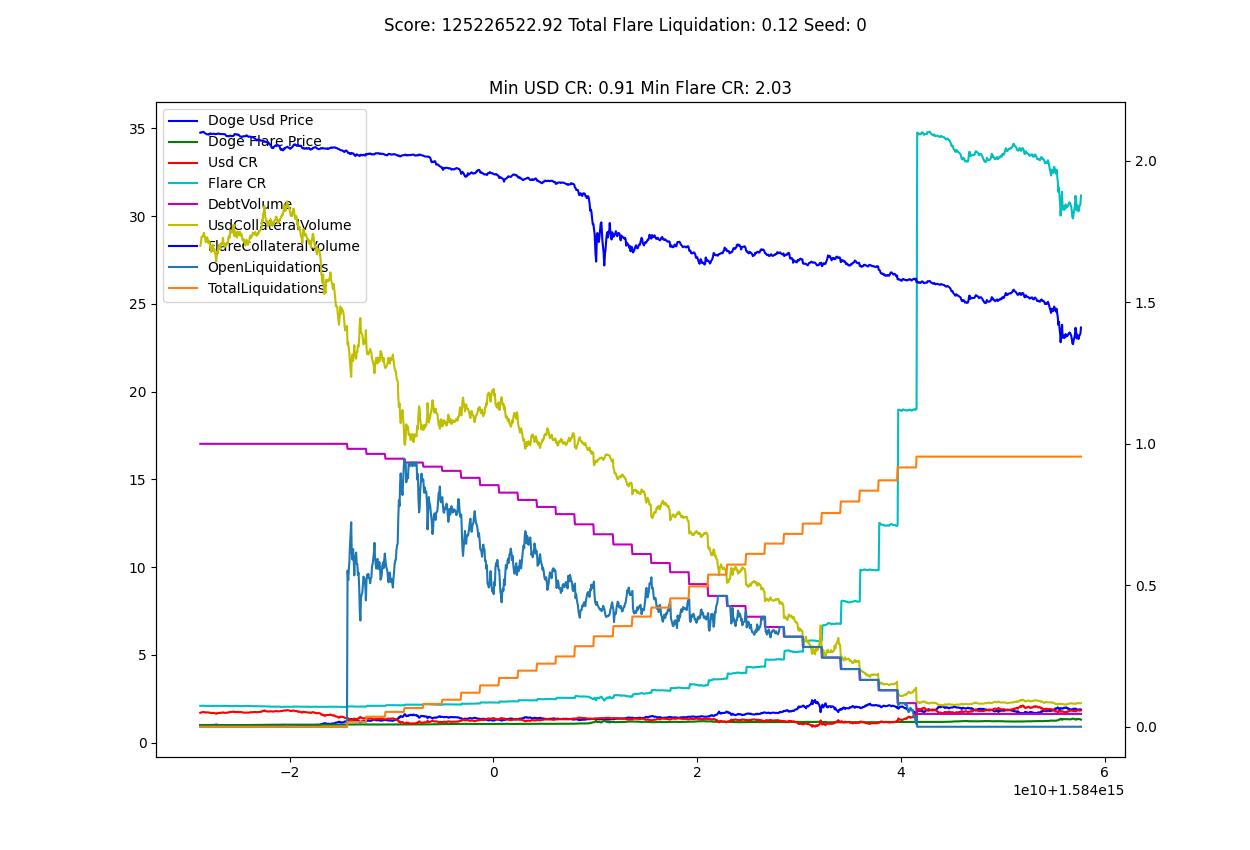 Score: 125226522.92 Total Flare Liquidation: 0.12 Seed: 0
Min USD CR: 0.91 Min Flare CR: 2.03
Doge Usd Price
Doge Flare Price
Usd CR
Flare CR
DebtVolume
UsdCollateralVolume
FlareCollateralVolume
OpenLiquidations
TotalLiquidations
35
30
25
20
15
10
5
0
2.0
1.5
1.0
0.5
0.0
−2 0 2 4 6
1e10+1.584e15